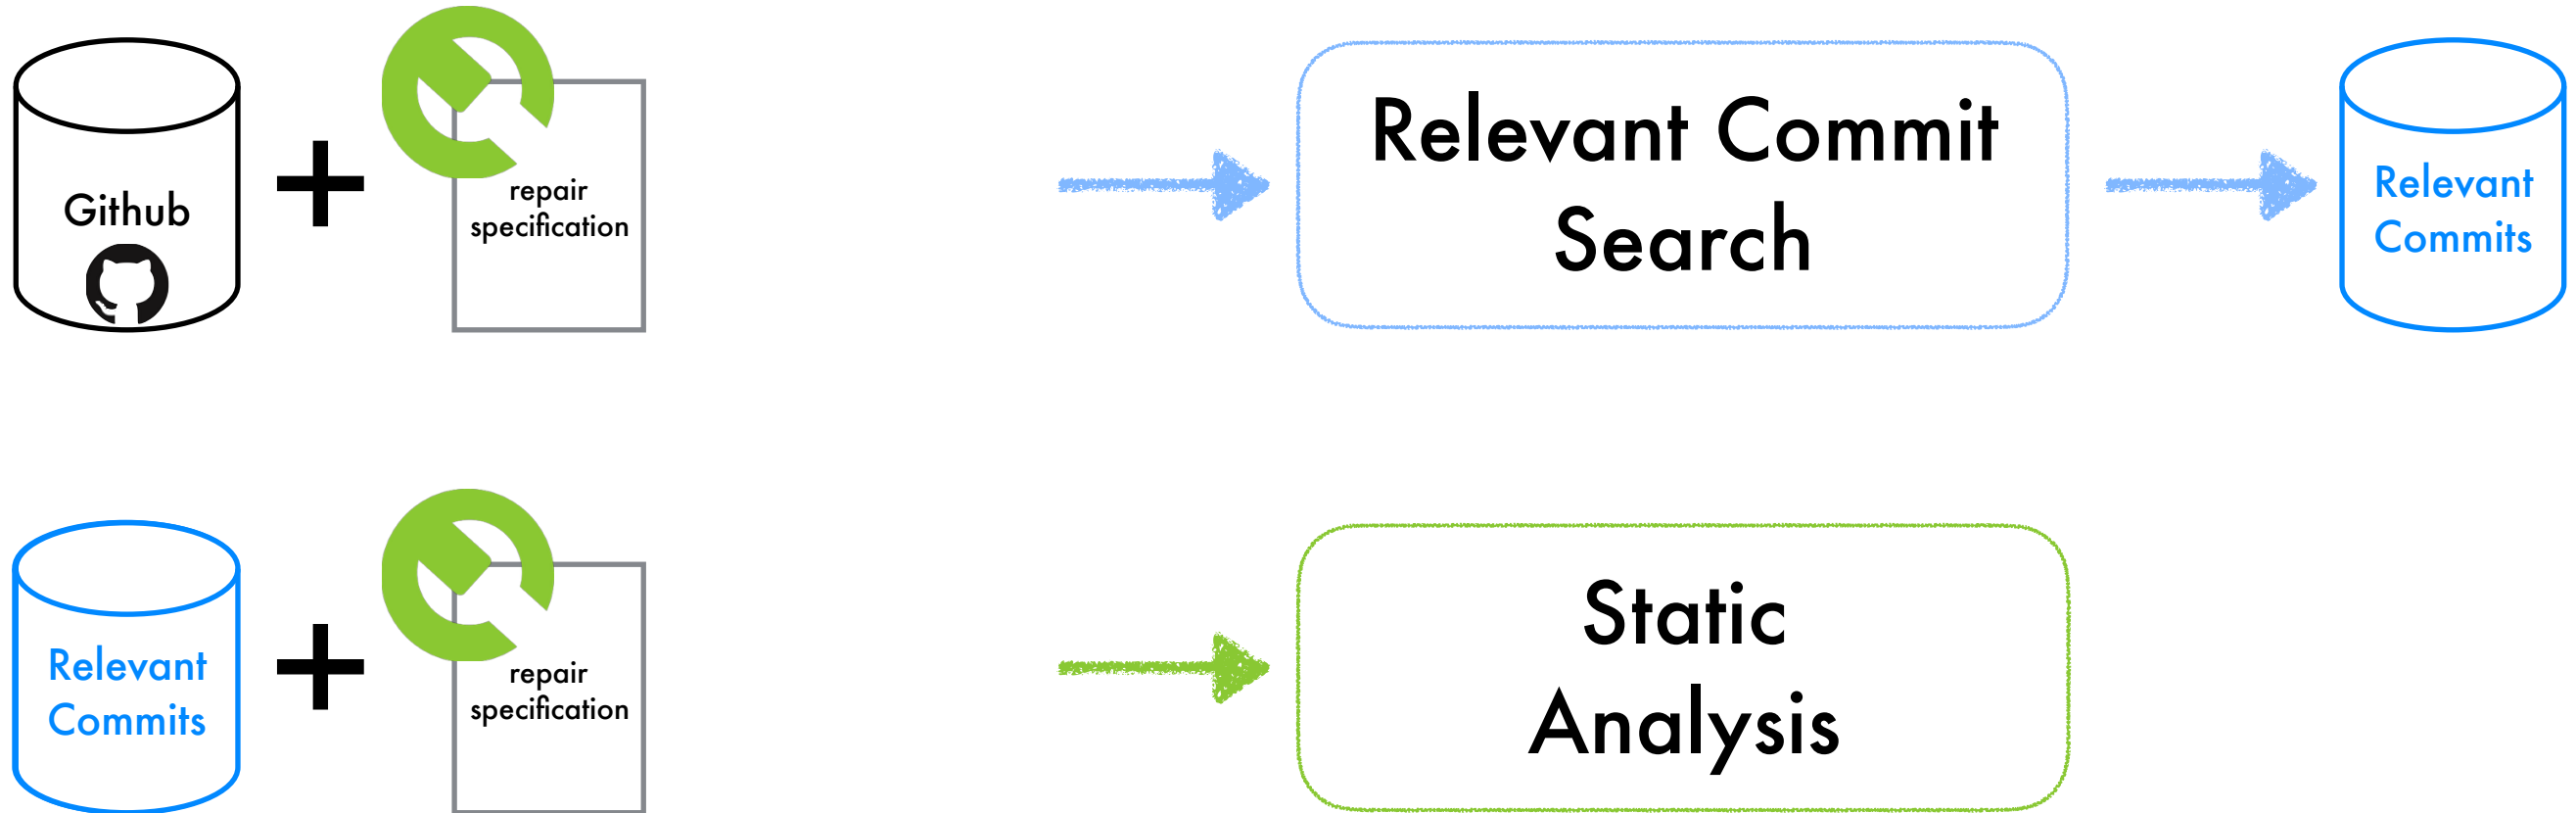 Github
repair
specification
Relevant Commit
Search
Relevant
Commits
Relevant
Commits
repair
specification
Static
Analysis